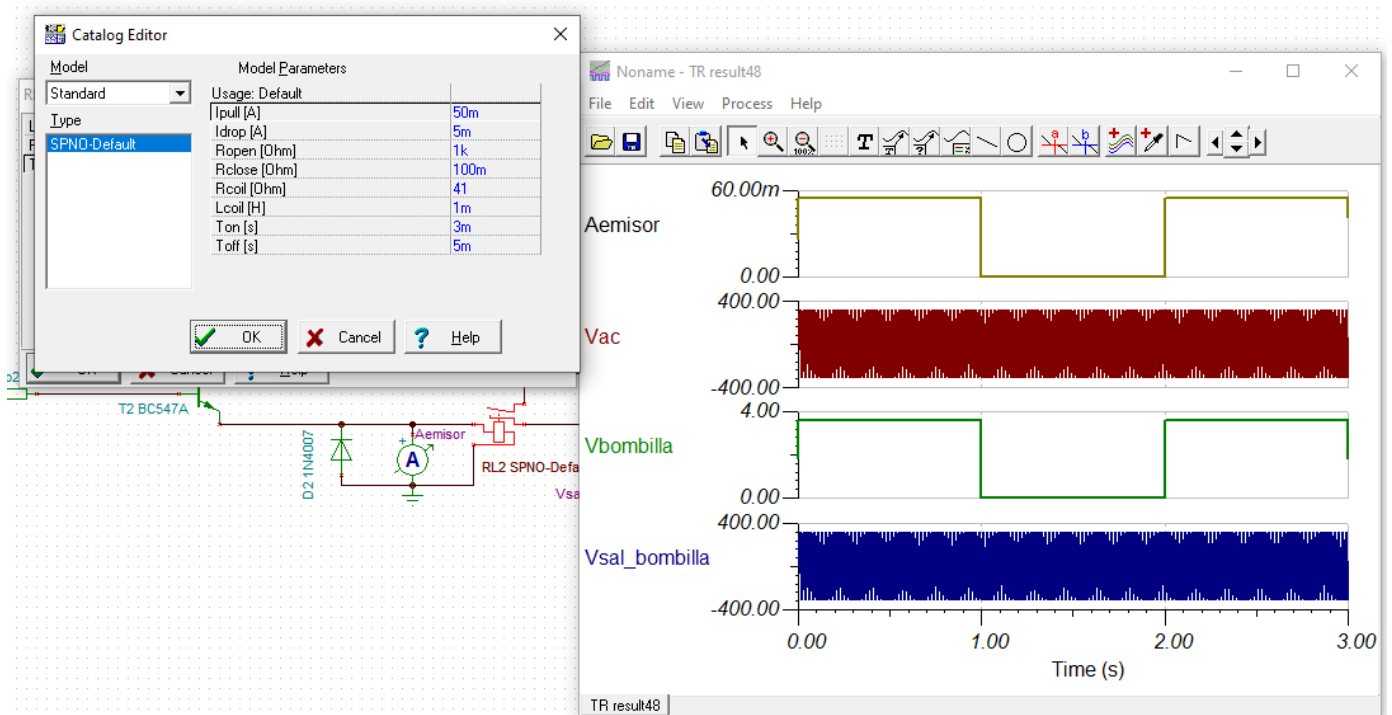 Catalog Editor
Model
Model Parameters
Standard
Usage: Default
Type
SPNO-Default
Ipull [A] 50m
Idrop [A] 5m
Ropen [Ohm] 1k
Rclose [Ohm] 100m
Rcoil [Ohm] 41
Lcoil [H] 1m
Ton [s] 3m
Toff [s] 5m
OK
Cancel
Help
T2 BC547A
D2 1N4007
+
Aemisor
A
RL2 SPNO-Defa
Vsa
Noname - TR result48
File Edit View Process Help
60.00m
Aemisor
0.00
400.00
Vac
-400.00
4.00
Vbombilla
0.00
400.00
Vsal_bombilla
-400.00
0.00 1.00 2.00 3.00
Time (s)
TR result48